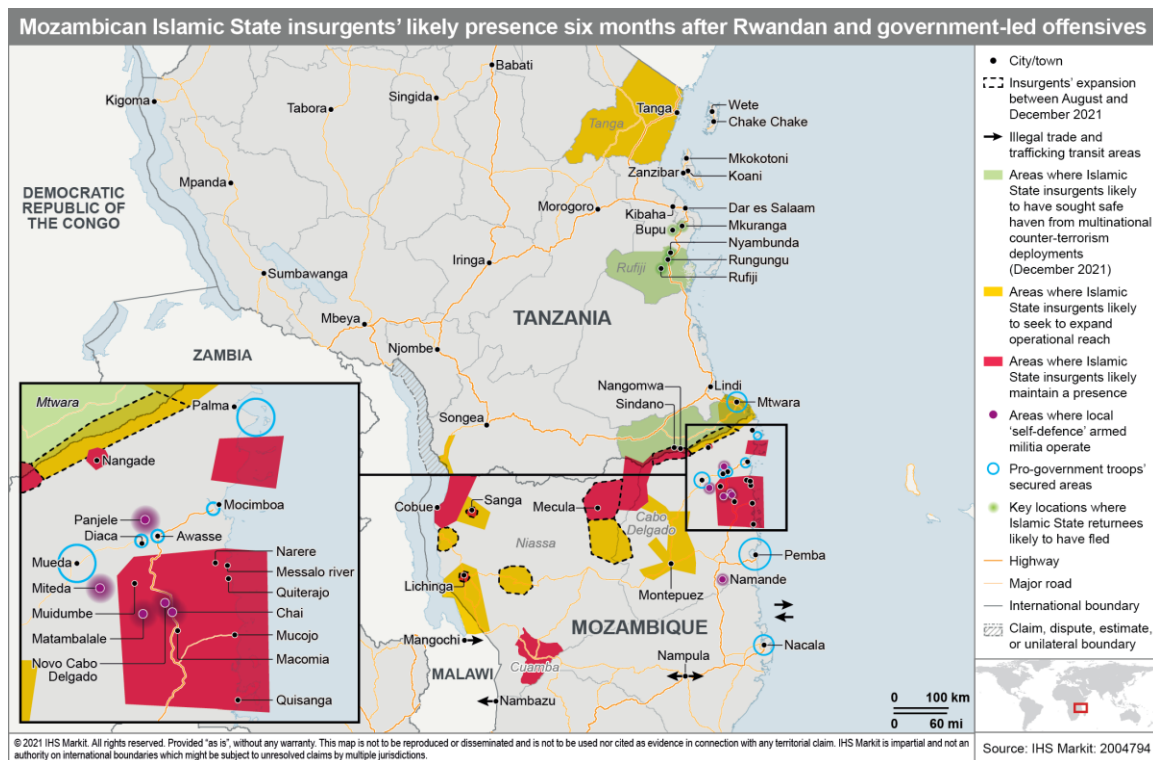 Mozambican Islamic State insurgents’ likely presence six months after Rwandan and government-led offensives
Babati
Kigoma
Tabora
Singida
Tanga
Tanga
Wete
Chake Chake
Mpanda
Mkokotoni
Zanzibar
Koani
DEMOCRATIC
REPUBLIC OF
THE CONGO
Morogoro
Kibaha
Dar es Salaam
Bupu
Mkuranga
Nyambunda
Rungungu
Rufiji
Rufiji
Iringa
Sumbawanga
TANZANIA
Mbeya
ZAMBIA
Njombe
Nangomwa
Lindi
Sindano
Mtwara
Songea
Cobue
Sanga
Mecula
Cabo
Delgado
Niassa
Pemba
Lichinga
Namande
Montepuez
Mangochi
MOZAMBIQUE
Nacala
MALAWI
Cuamba
Nampula
Nambazu
0 100 km
0 60 mi
Mtwara
Palma
Nangade
Mocimboa
Panjele
Diaca
Awasse
Mueda
Narere
Messalo river
Miteda
Quiterajo
Muidumbe
Chai
Matambalale
Mucojo
Novo Cabo
Delgado
Macomia
Quisanga
City/town
Insurgents’ expansion
between August and
December 2021
Illegal trade and
trafficking transit areas
Areas where Islamic
State insurgents likely
to have sought safe
haven from multinational
counter-terrorism
deployments
(December 2021)
Areas where Islamic
State insurgents likely
to seek to expand
operational reach
Areas where Islamic
State insurgents likely
maintain a presence
Areas where local
‘self-defence’ armed
militia operate
Pro-government troops’
secured areas
Key locations where
Islamic State returnees
likely to have fled
Highway
Major road
International boundary
Claim, dispute, estimate,
or unilateral boundary
© 2021 IHS Markit. All rights reserved. Provided “as is”, without any warranty. This map is not to be reproduced or disseminated and is not to be used nor cited as evidence in connection with any territorial claim. IHS Markit is impartial and not an
authority on international boundaries which might be subject to unresolved claims by multiple jurisdictions.
Source: IHS Markit: 2004794